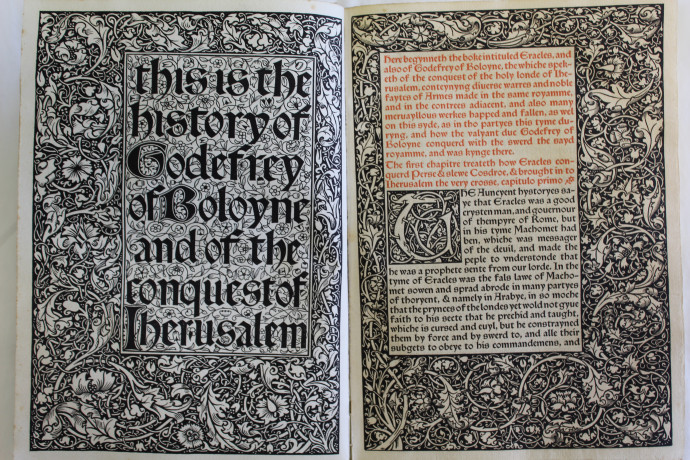 this is the
history of
Godefrey
of Boloyne
and of the
conquest of
Iherusalem
Here begynneth the boke intituled Eracles, and
also of Godefrey of Boloyne, the whiche spek-
eth of the conquest of the holy londe of Ihe-
rusalem, conteynyng diverse warres and noble
faytes of Armes made in the same royamme,
and in the contrees adiacent, and also many
meruayllous werkes happed and fallen, as wel
on this syde, as in the partyes this tyme du-
ryng, and how the valyant duc Godefrey of
Boloyne conquerd with the swerd the sayd
royamme, and was kynge there.
The first chapitre treateth how Eracles con-
querd Perse & slewe Cosdroe, & brought in to
Iherusalem the very crosse, capitulo primo
THE Auncyent hystoryes sa-
ye that Eracles was a good
crysten man, and gouernour
of thempyre of Rome, but
in his tyme Machomet had
ben, whiche was messager
of the deuil, and made the
peple to vnderstonde that
he was a prophete sente from our lorde. In the
tyme of Eracles was the fals lawe of Macho-
met sowen and sprad abrode in many partyes
of thoryent, & namely in Arabye, in so moche
that the prynces of the londes yet wold not gyue
faith to his secte that he prechid and taught,
whiche is cursed and euyl, but he constrayned
them by force and by swerd to, and alle their
subgets to obeye to his commandemens, and